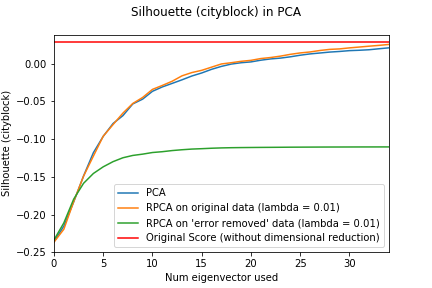 Silhouette (cityblock) in PCA
Silhouette (cityblock)
0.00
−0.05
−0.10
−0.15
−0.20
−0.25
PCA
RPCA on original data (lambda = 0.01)
RPCA on 'error removed' data (lambda = 0.01)
Original Score (without dimensional reduction)
0 5 10 15 20 25 30
Num eigenvector used